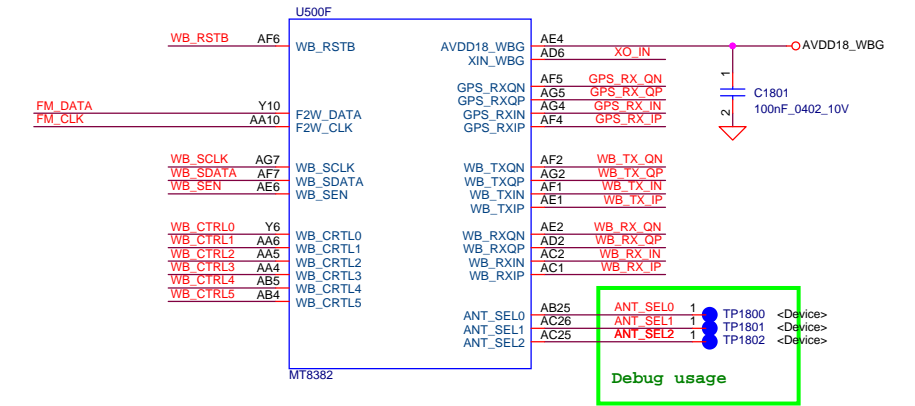 U500F
WB_RSTB AF6 WB_RSTB AVDD18_WBG AE4 AVDD18_WBG
XIN_WBG AD6 XO_IN
GPS_RXQN AF5 GPS_RX_QN 1
GPS_RXQP AG5 GPS_RX_QP C1801
FM_DATA Y10 F2W_DATA GPS_RXIN AG4 GPS_RX_IN 2 100nF_0402_10V
FM_CLK AA10 F2W_CLK GPS_RXIP AF4 GPS_RX_IP
WB_SCLK AG7 WB_SCLK WB_TXQN AF2 WB_TX_QN
WB_SDATA AF7 WB_SDATA WB_TXQP AG2 WB_TX_QP
WB_SEN AE6 WB_SEN WB_TXIN AF1 WB_TX_IN
WB_TXIP AE1 WB_TX_IP
WB_CTRL0 Y6 WB_CRTL0 WB_RXQN AE2 WB_RX_QN
WB_CTRL1 AA6 WB_CRTL1 WB_RXQP AD2 WB_RX_QP
WB_CTRL2 AA5 WB_CRTL2 WB_RXIN AC2 WB_RX_IN
WB_CTRL3 AA4 WB_CRTL3 WB_RXIP AC1 WB_RX_IP
WB_CTRL4 AB5 WB_CRTL4
WB_CTRL5 AB4 WB_CRTL5
ANT_SEL0 AB25 ANT_SEL0 1 TP1800 <Device>
ANT_SEL1 AC26 ANT_SEL1 1 TP1801 <Device>
ANT_SEL2 AC25 ANT_SEL2 1 TP1802 <Device>
MT8382
Debug usage